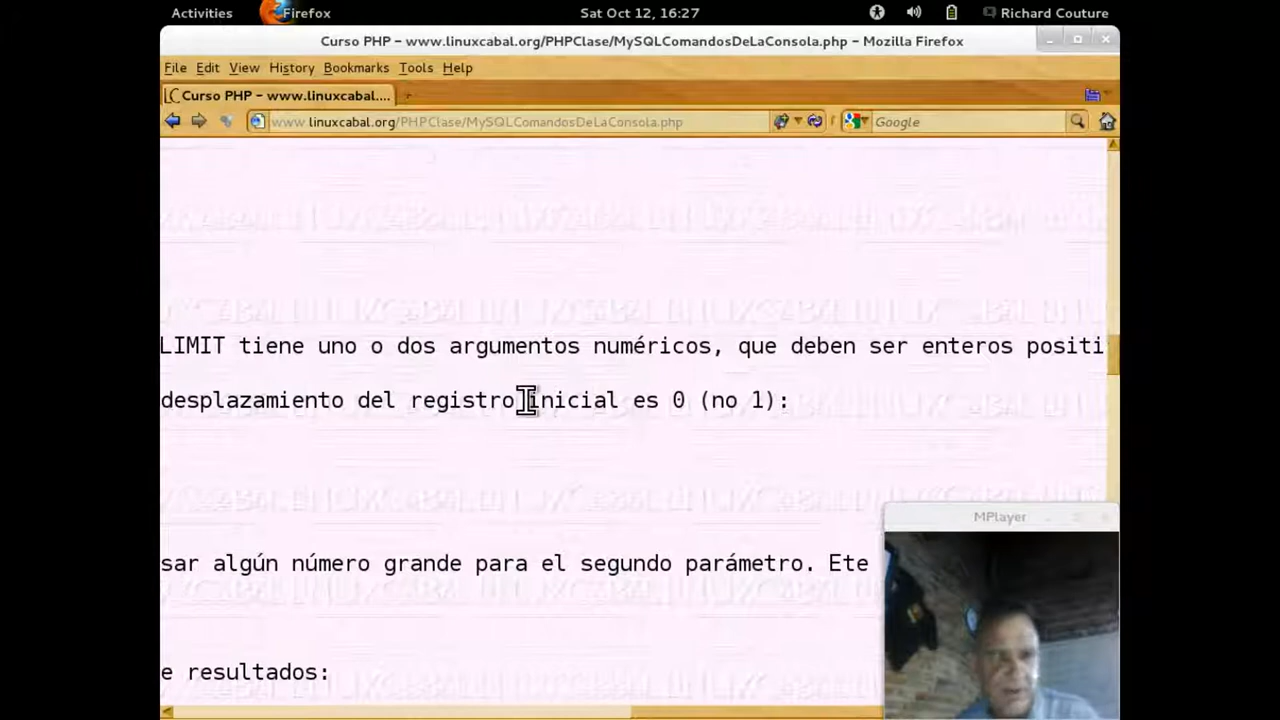 Activities Firefox Sat Oct 12, 16:27 Richard Couture
Curso PHP – www.linuxcabal.org/PHPClase/MySQLComandosDeLaConsola.php – Mozilla Firefox
File Edit View History Bookmarks Tools Help
Curso PHP – www.linuxcabal....
www.linuxcabal.org/PHPClase/MySQLComandosDeLaConsola.php Google
LIMIT tiene uno o dos argumentos numéricos, que deben ser enteros positi
desplazamiento del registro inicial es 0 (no 1):
MPlayer
sar algún número grande para el segundo parámetro. Ete
e resultados: